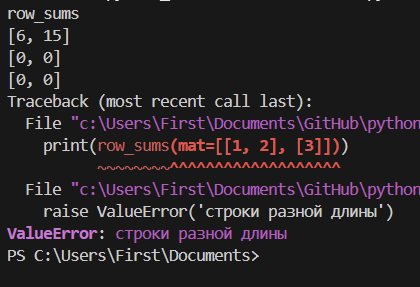 row_sums
[6, 15]
[0, 0]
[0, 0]
Traceback (most recent call last):
  File "c:\Users\First\Documents\GitHub\python
    print(row_sums(mat=[[1, 2], [3]]))
          ~~~~~~~~^^^^^^^^^^^^^^^^^^^
  File "c:\Users\First\Documents\GitHub\python
    raise ValueError('строки разной длины')
ValueError: строки разной длины
PS C:\Users\First\Documents>